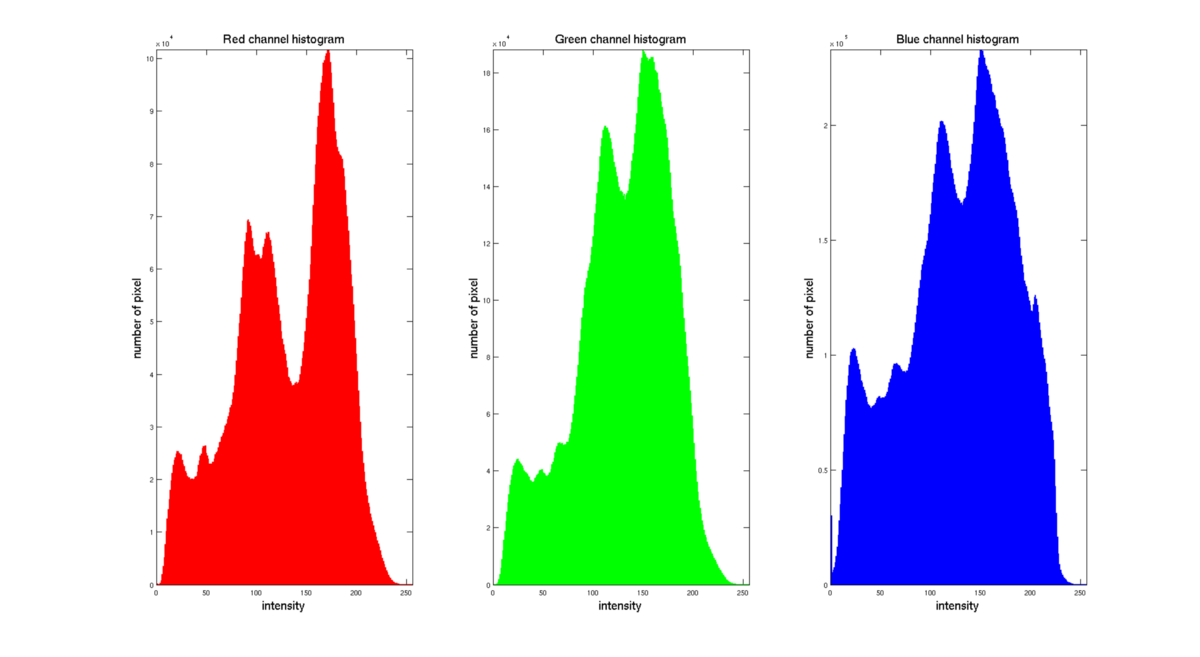 Red channel histogram
× 10⁴
10
9
8
7
6
5
4
3
2
1
0
0 50 100 150 200 250
number of pixel
intensity
Green channel histogram
× 10⁴
18
16
14
12
10
8
6
4
2
0
0 50 100 150 200 250
number of pixel
intensity
Blue channel histogram
× 10⁵
2
1.5
1
0.5
0
0 50 100 150 200 250
number of pixel
intensity